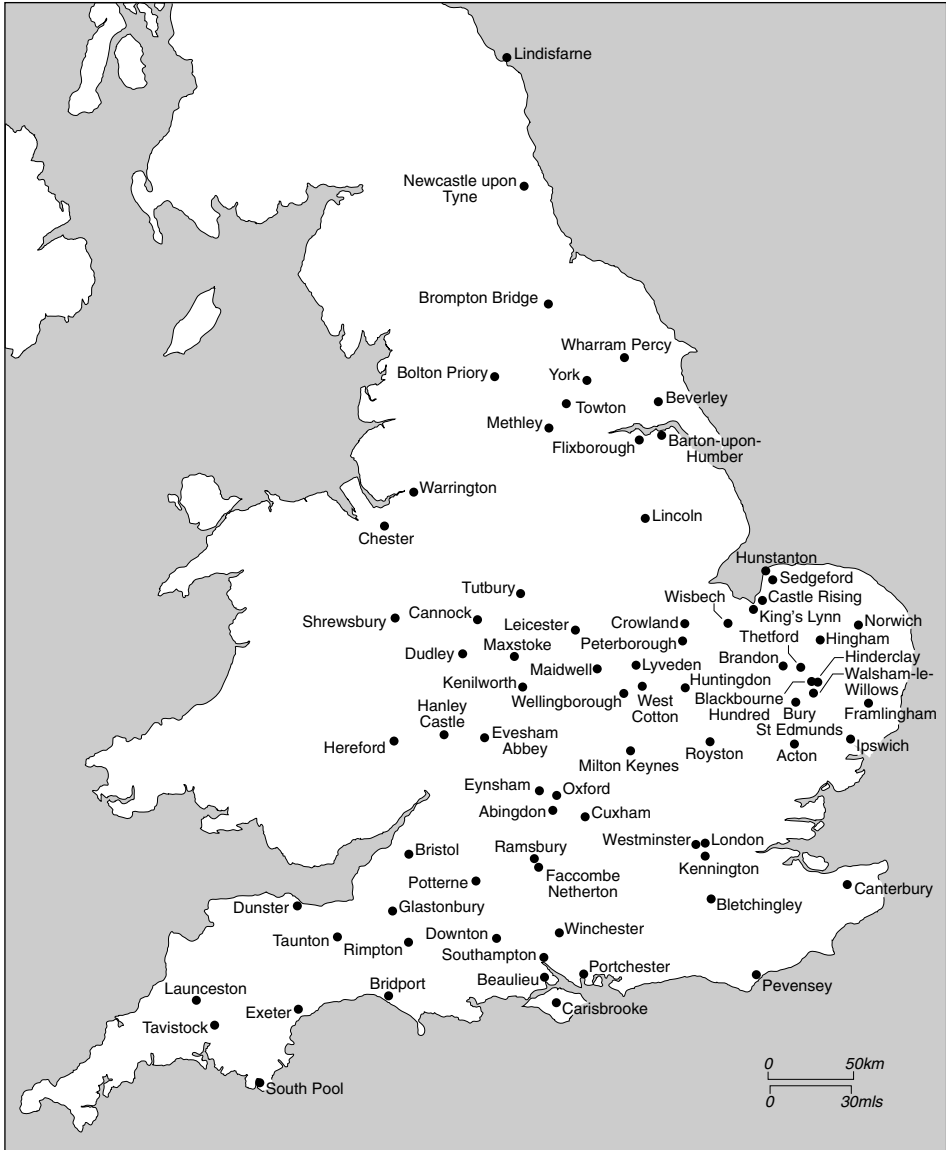 Lindisfarne
Newcastle upon
Tyne
Brompton Bridge
Wharram Percy
Bolton Priory
York
Towton
Beverley
Methley
Flixborough
Barton-upon-
Humber
Warrington
Lincoln
Chester
Hunstanton
Sedgeford
Castle Rising
King's Lynn
Tutbury
Wisbech
Shrewsbury
Cannock
Leicester
Crowland
Norwich
Peterborough
Thetford
Hingham
Dudley
Maxstoke
Maidwell
Lyveden
Brandon
Hinderclay
Walsham-le-
Willows
Kenilworth
Wellingborough
West
Cotton
Huntingdon
Blackbourne
Hundred
Bury
St Edmunds
Framlingham
Hanley
Castle
Hereford
Evesham
Abbey
Milton Keynes
Royston
Acton
Ipswich
Eynsham
Oxford
Abingdon
Cuxham
Westminster
London
Kennington
Bristol
Ramsbury
Faccombe
Netherton
Potterne
Canterbury
Dunster
Glastonbury
Bletchingley
Taunton
Rimpton
Downton
Winchester
Southampton
Beaulieu
Portchester
Pevensey
Launceston
Bridport
Carisbrooke
Tavistock
Exeter
South Pool
0 50km
0 30mls